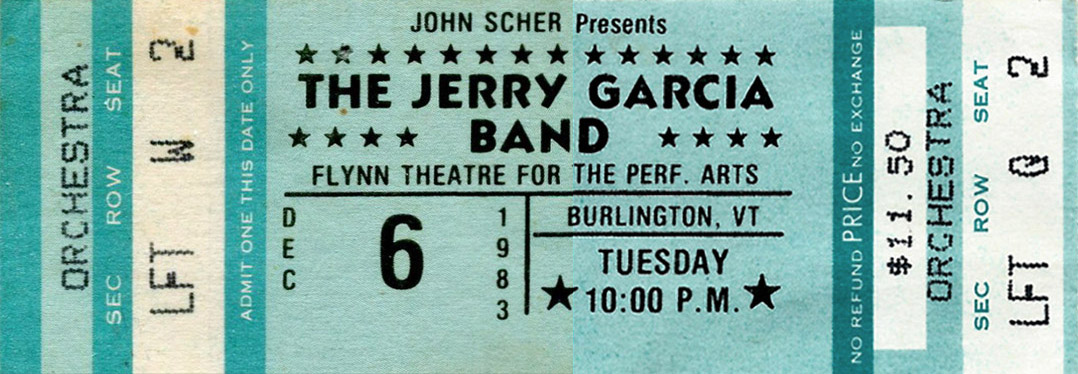 ORCHESTRA
SEC ROW SEAT
LFT W 2
ADMIT ONE THIS DATE ONLY
JOHN SCHER Presents
THE JERRY GARCIA
BAND
FLYNN THEATRE FOR THE PERF. ARTS
DEC
6
1983
BURLINGTON, VT
TUESDAY
10:00 P.M.
NO REFUND PRICE NO EXCHANGE
$11.50
ORCHESTRA
SEC ROW SEAT
LFT Q 2